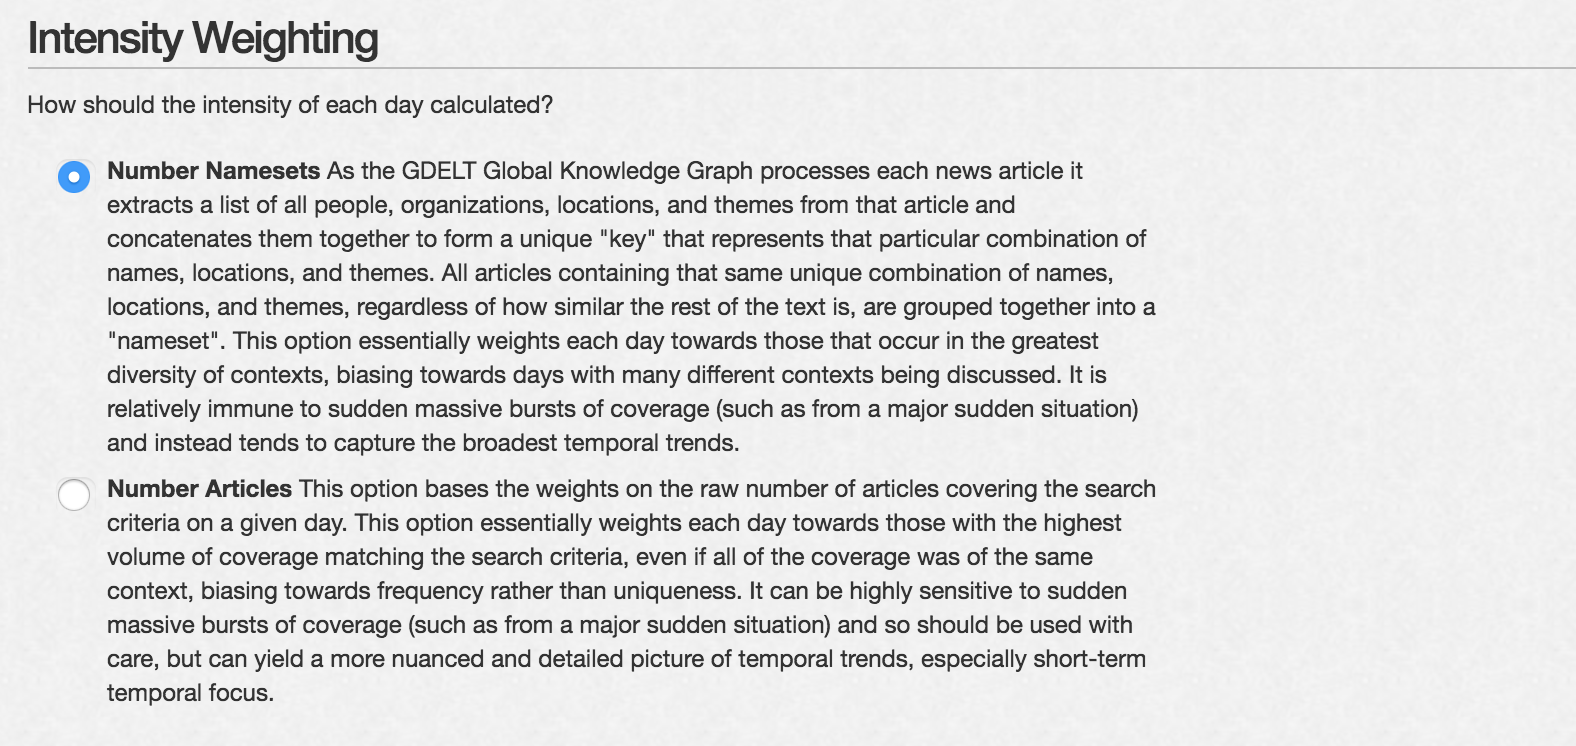 Intensity Weighting
How should the intensity of each day calculated?
Number Namesets As the GDELT Global Knowledge Graph processes each news article it
extracts a list of all people, organizations, locations, and themes from that article and
concatenates them together to form a unique "key" that represents that particular combination of
names, locations, and themes. All articles containing that same unique combination of names,
locations, and themes, regardless of how similar the rest of the text is, are grouped together into a
"nameset". This option essentially weights each day towards those that occur in the greatest
diversity of contexts, biasing towards days with many different contexts being discussed. It is
relatively immune to sudden massive bursts of coverage (such as from a major sudden situation)
and instead tends to capture the broadest temporal trends.
Number Articles This option bases the weights on the raw number of articles covering the search
criteria on a given day. This option essentially weights each day towards those with the highest
volume of coverage matching the search criteria, even if all of the coverage was of the same
context, biasing towards frequency rather than uniqueness. It can be highly sensitive to sudden
massive bursts of coverage (such as from a major sudden situation) and so should be used with
care, but can yield a more nuanced and detailed picture of temporal trends, especially short-term
temporal focus.